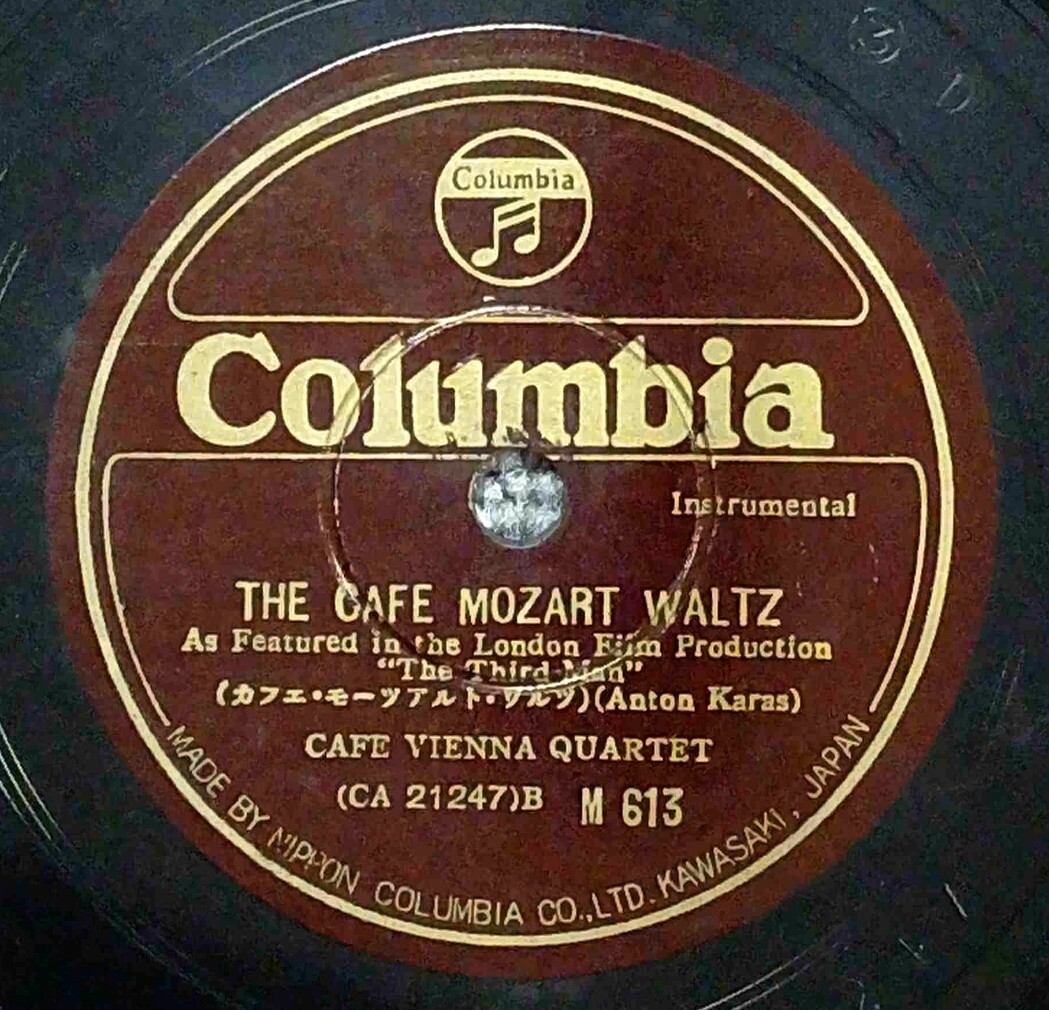 ③ D
Columbia
Columbia
Instrumental
THE CAFE MOZART WALTZ
As Featured in the London Film Production
"The Third Man"
(カフエ・モーツアルト・ワルツ)(Anton Karas)
CAFE VIENNA QUARTET
(CA 21247)B M 613
MADE BY NIPPON COLUMBIA CO.,LTD. KAWASAKI, JAPAN